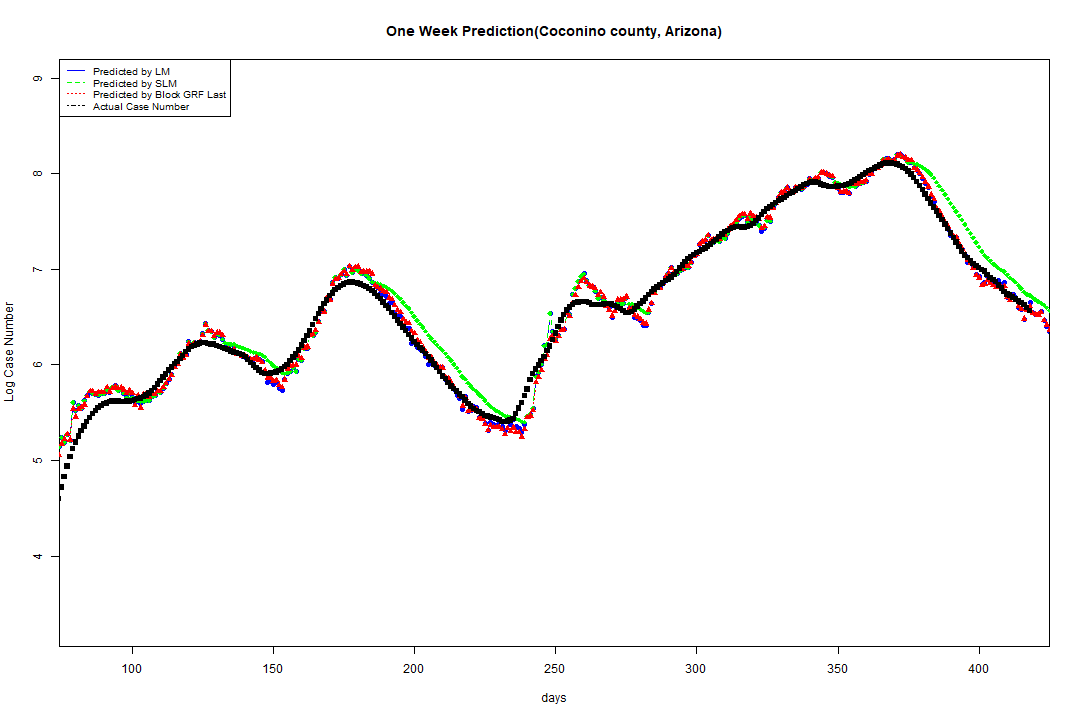 One Week Prediction(Coconino county, Arizona)
Predicted by LM
Predicted by SLM
Predicted by Block GRF Last
Actual Case Number
9
8
7
6
5
4
Log Case Number
100 150 200 250 300 350 400
days